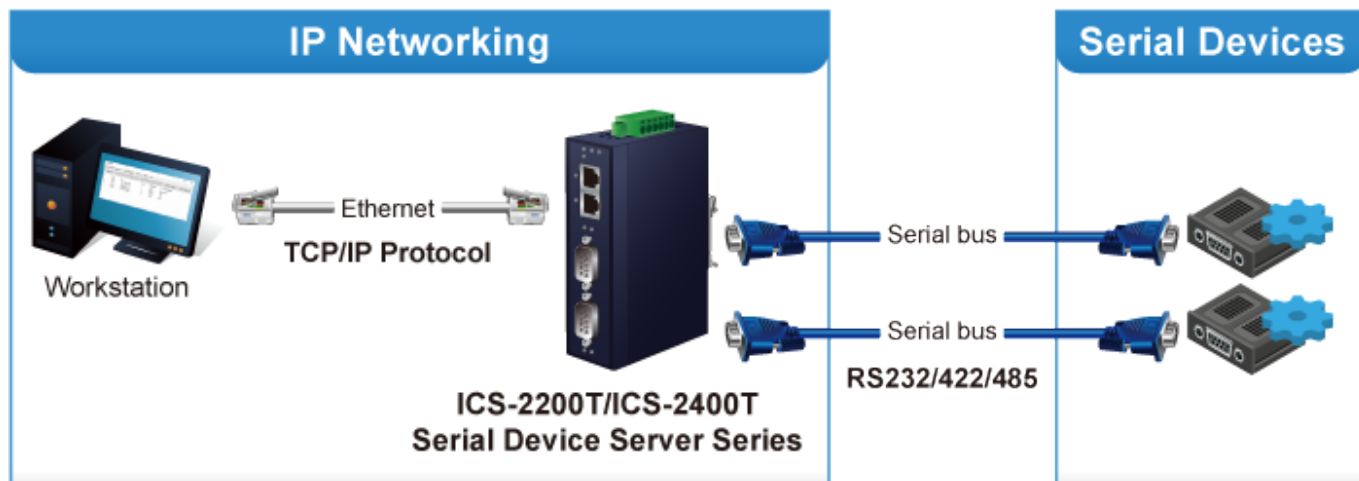 IP Networking
Serial Devices
Ethernet
TCP/IP Protocol
Workstation
Serial bus
Serial bus
RS232/422/485
ICS-2200T/ICS-2400T
Serial Device Server Series